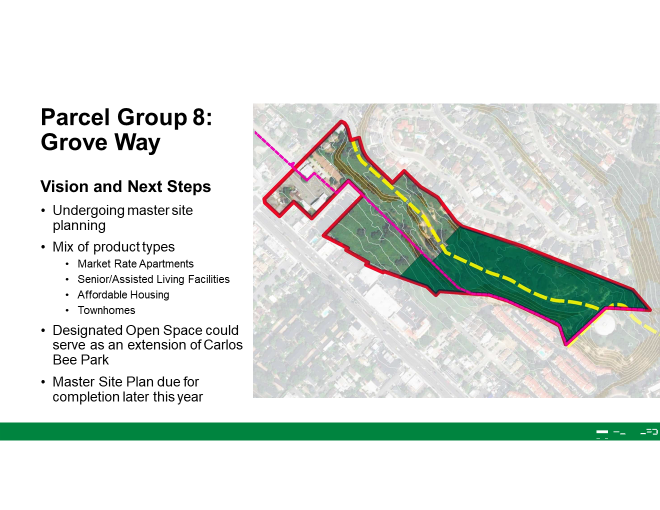 Parcel Group 8:
Grove Way
Vision and Next Steps
• Undergoing master site
planning
• Mix of product types
• Market Rate Apartments
• Senior/Assisted Living Facilities
• Affordable Housing
• Townhomes
• Designated Open Space could
serve as an extension of Carlos
Bee Park
• Master Site Plan due for
completion later this year